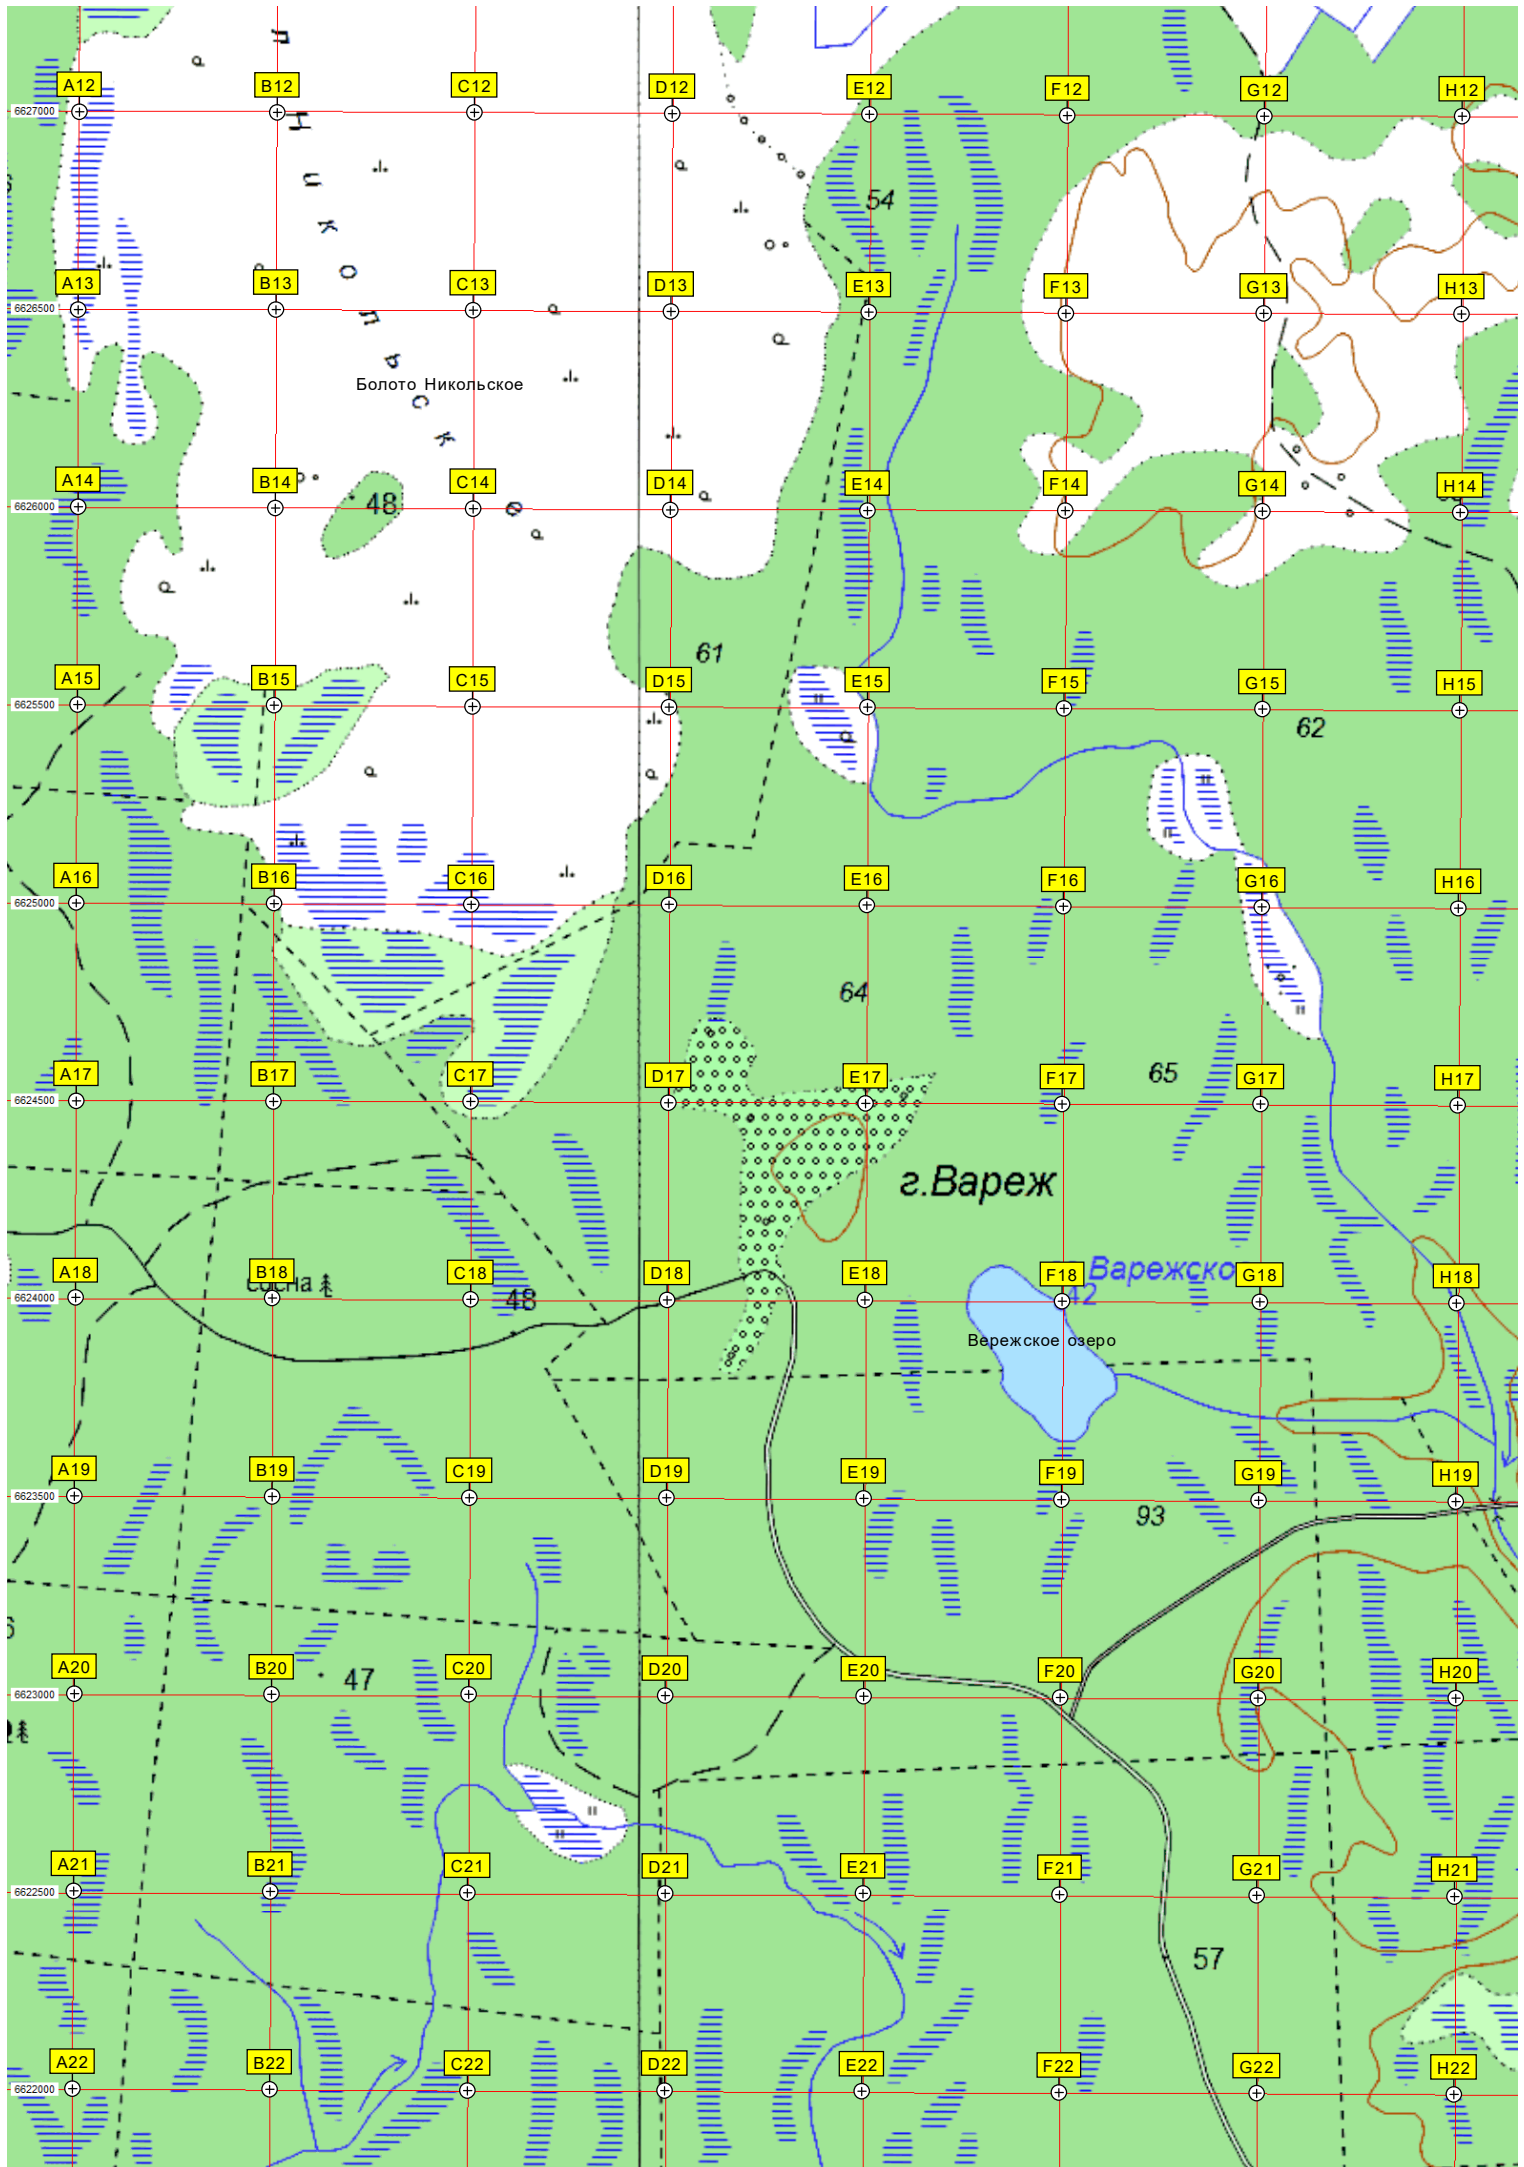 A12 B12 C12 D12 E12 F12 G12 H12
6627000
54
A13 B13 C13 D13 E13 F13 G13 H13
6626500
Никольск
Болото Никольское
A14 B14 C14 D14 E14 F14 G14 H14
6626000
48
61
A15 B15 C15 D15 E15 F15 G15 H15
6625500
62
A16 B16 C16 D16 E16 F16 G16 H16
6625000
64
65
A17 B17 C17 D17 E17 F17 G17 H17
6624500
г.Вареж
Варежско
A18 B18 C18 D18 E18 F18 G18 H18
6624000
сосна
48
42
Вережское озеро
A19 B19 C19 D19 E19 F19 G19 H19
6623500
93
A20 B20 C20 D20 E20 F20 G20 H20
6623000
47
A21 B21 C21 D21 E21 F21 G21 H21
6622500
57
A22 B22 C22 D22 E22 F22 G22 H22
6622000